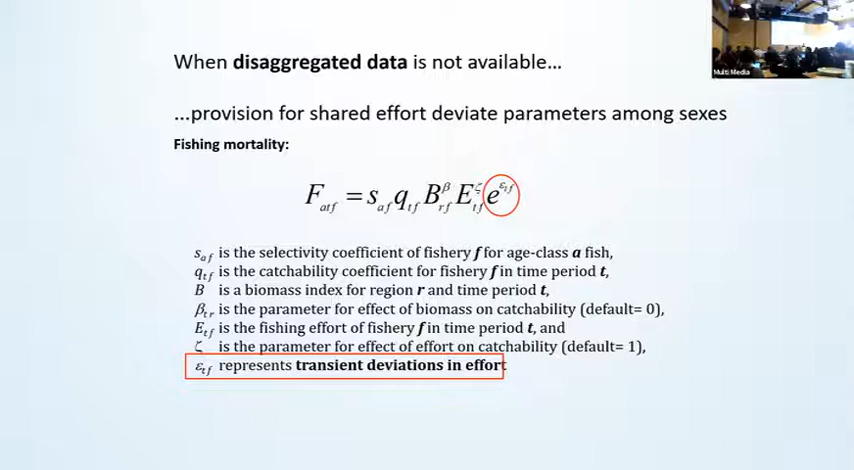 When disaggregated data is not available…
Multi Media
…provision for shared effort deviate parameters among sexes
Fishing mortality:
F_atf = s_af q_tf B_rf^β E_tf^ζ e^ε_tf
s_af is the selectivity coefficient of fishery f for age-class a fish,
q_tf is the catchability coefficient for fishery f in time period t,
B is a biomass index for region r and time period t,
β_tr is the parameter for effect of biomass on catchability (default= 0),
E_tf is the fishing effort of fishery f in time period t, and
ζ is the parameter for effect of effort on catchability (default= 1),
ε_tf represents transient deviations in effort